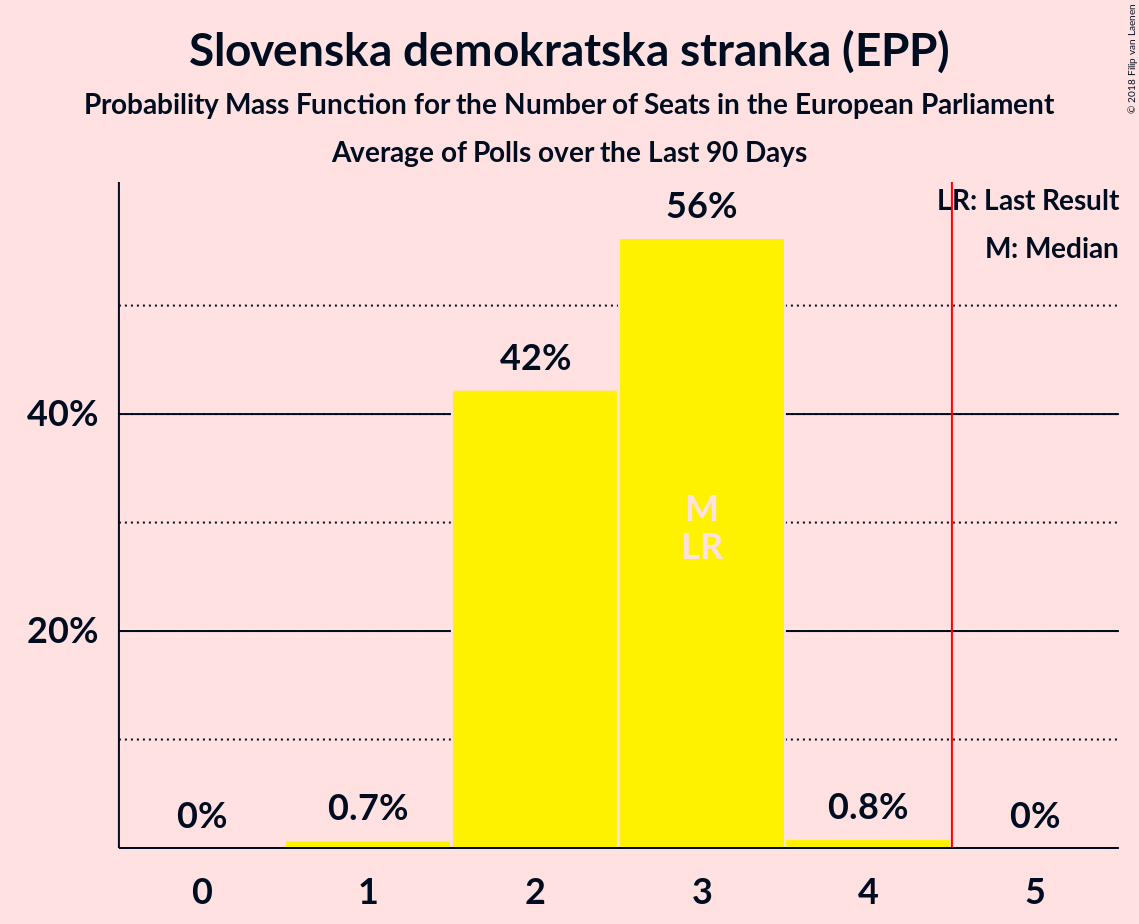 Slovenska demokratska stranka (EPP)
Probability Mass Function for the Number of Seats in the European Parliament
Average of Polls over the Last 90 Days
© 2018 Filip van Laenen
LR: Last Result
M: Median
56%
42%
40%
M
LR
20%
0%
0.7%
0.8%
0%
0
1
2
3
4
5